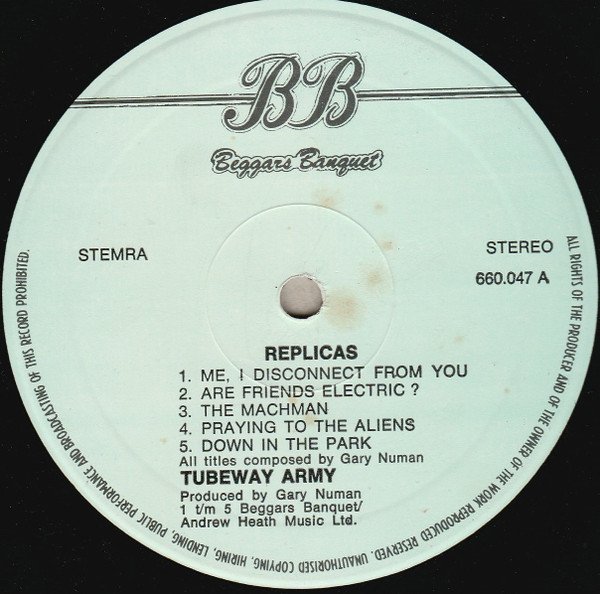 BB
Beggars Banquet
STEMRA
STEREO
660.047 A
REPLICAS
1. ME, I DISCONNECT FROM YOU
2. ARE FRIENDS ELECTRIC ?
3. THE MACHMAN
4. PRAYING TO THE ALIENS
5. DOWN IN THE PARK
All titles composed by Gary Numan
TUBEWAY ARMY
Produced by Gary Numan
1 t/m 5 Beggars Banquet/
Andrew Heath Music Ltd.
ALL RIGHTS OF THE PRODUCER AND OF THE OWNER OF THE WORK REPRODUCED RESERVED. UNAUTHORISED COPYING, HIRING, LENDING, PUBLIC PERFORMANCE AND BROADCASTING OF THIS RECORD PROHIBITED.